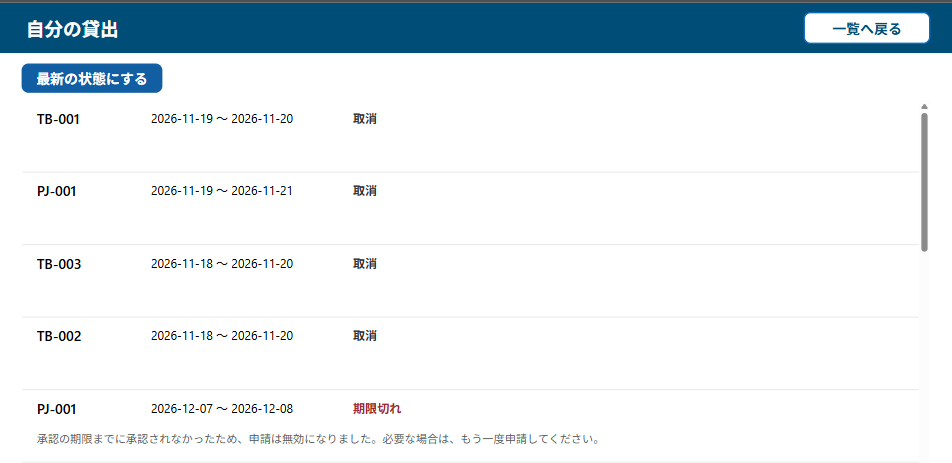 自分の貸出 一覧へ戻る
最新の状態にする
TB-001 2026-11-19 ～ 2026-11-20 取消
PJ-001 2026-11-19 ～ 2026-11-21 取消
TB-003 2026-11-18 ～ 2026-11-20 取消
TB-002 2026-11-18 ～ 2026-11-20 取消
PJ-001 2026-12-07 ～ 2026-12-08 期限切れ
承認の期限までに承認されなかったため、申請は無効になりました。必要な場合は、もう一度申請してください。